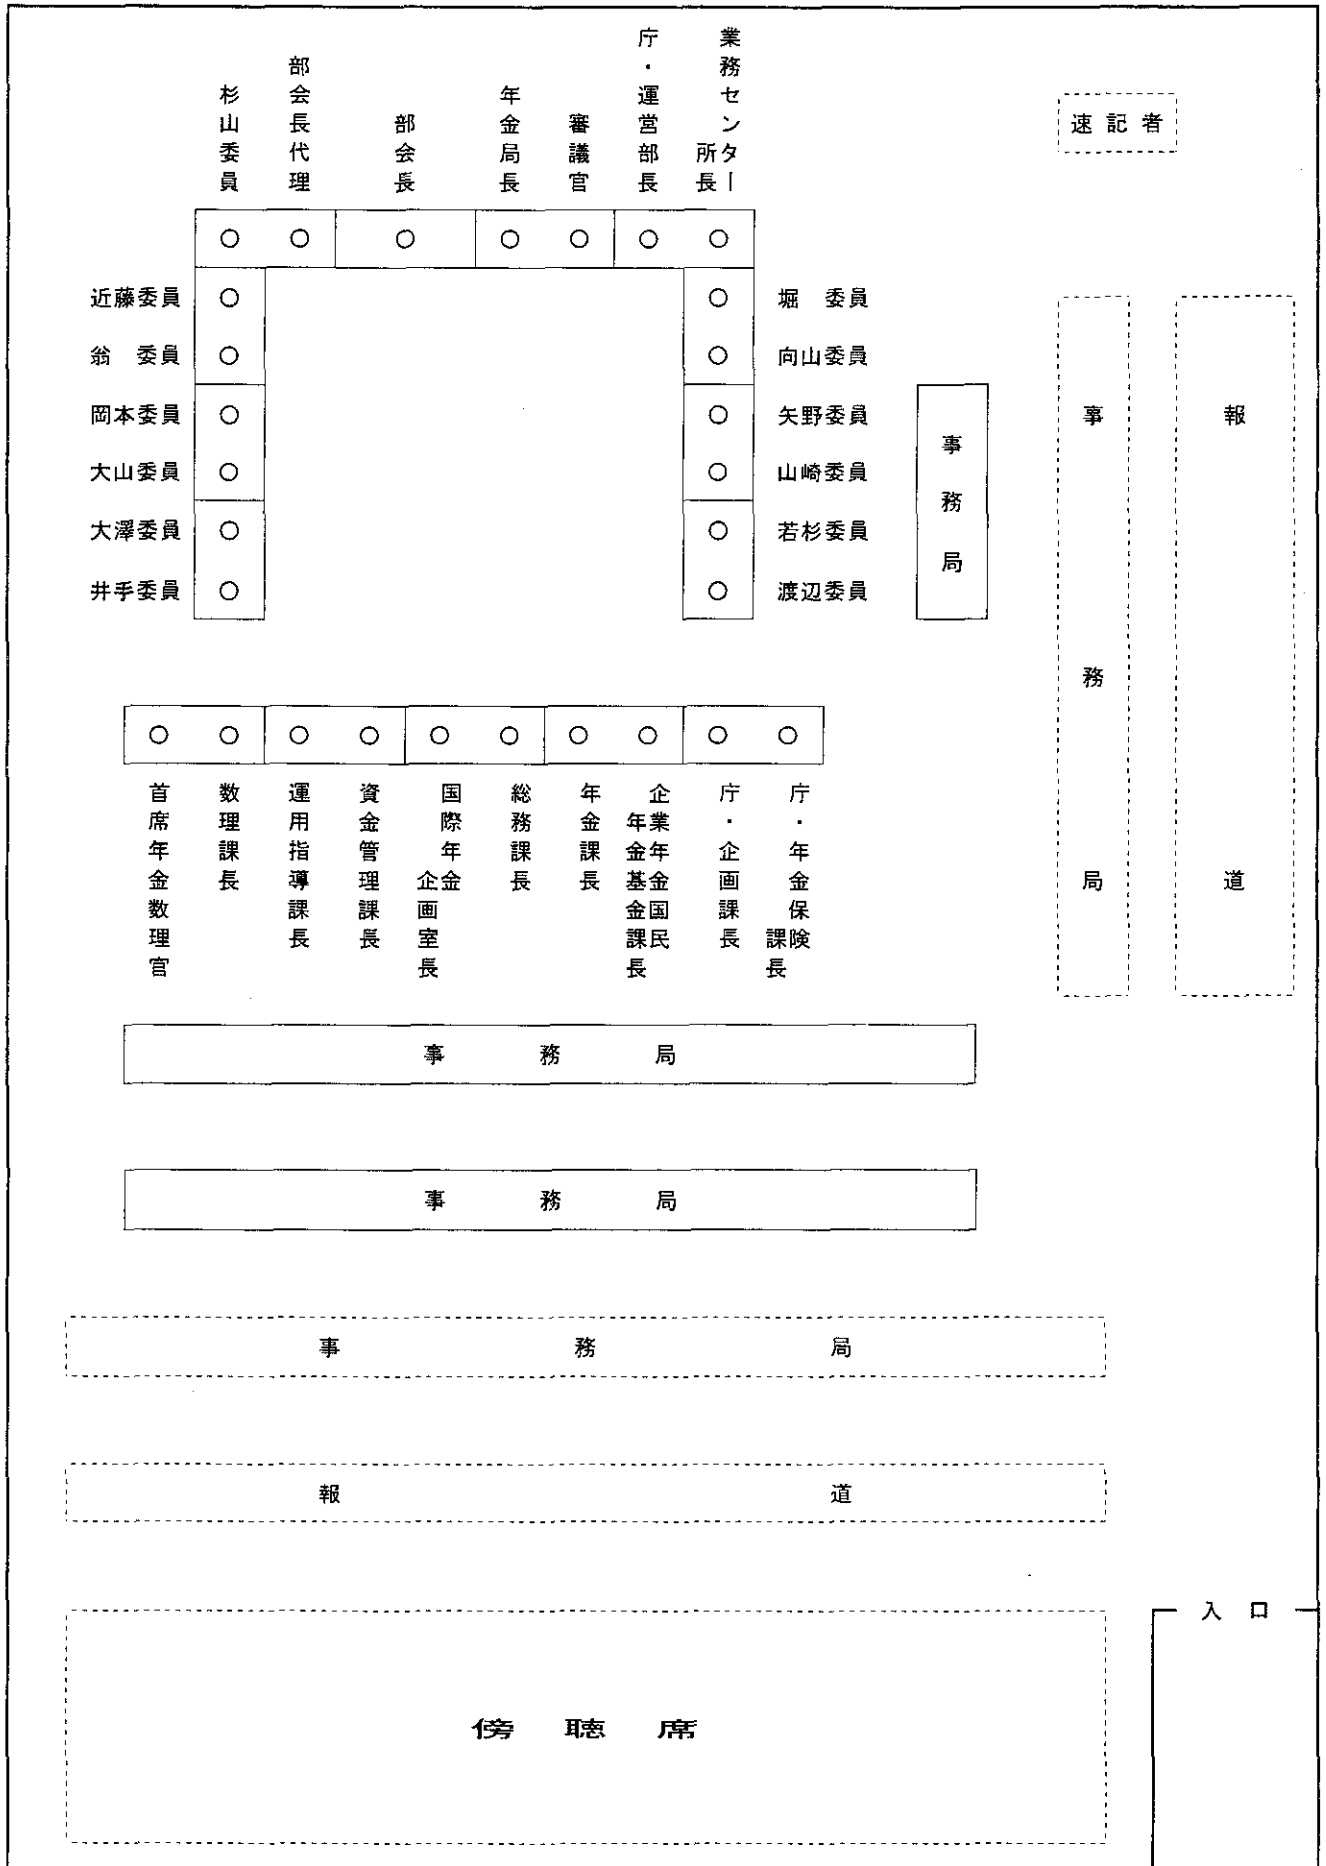 杉山委員
部会長代理
部会長
年金局長
審議官
庁・運営部長
業務センター
所長
速記者
近藤委員
翁 委員
岡本委員
大山委員
大澤委員
井手委員
堀 委員
向山委員
矢野委員
山崎委員
若杉委員
渡辺委員
事務局
事務局
報道
首席年金数理官
数理課長
運用指導課長
資金管理課長
国際年金
企画室長
総務課長
年金課長
企業年金国民
年金基金課長
庁・企画課長
庁・年金保険
課長
事務局
事務局
事務局
報道
傍聴席
入口